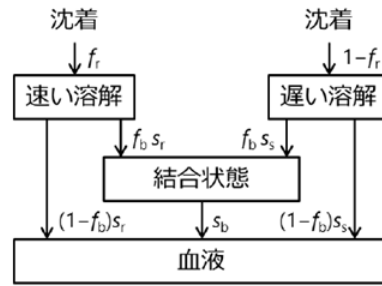 沈着 沈着
f_r 1−f_r
速い溶解 遅い溶解
f_b s_r f_b s_s
結合状態
(1−f_b)s_r s_b (1−f_b)s_s
血液